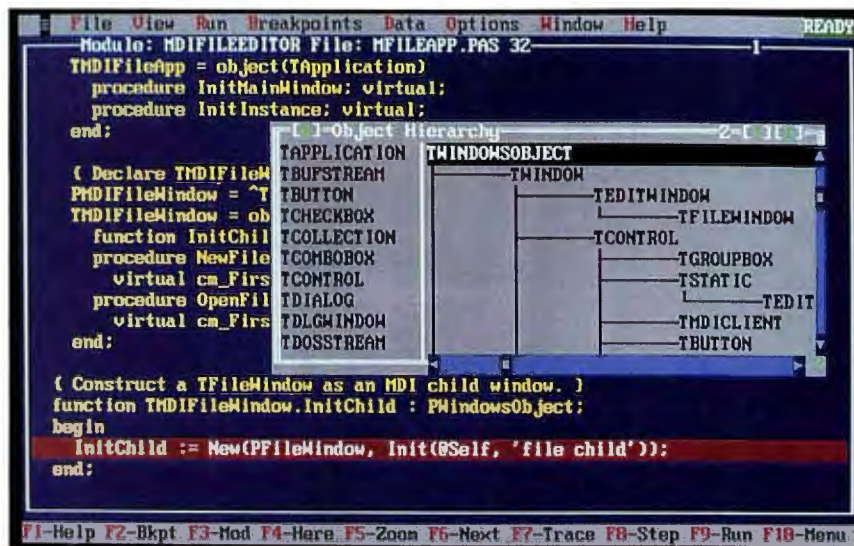 File View Run Breakpoints Data Options Window Help READY
Module: MDIFILEEDITOR File: MFILEAPP.PAS 32 1
TMDIFileApp = object(TApplication)
procedure InitMainWindow; virtual;
procedure InitInstance; virtual;
end;
{ Declare TMDIFileW
PMDIFileWindow = ^T
TMDIFileWindow = ob
function InitChil
procedure NewFile
virtual cm_Firs
procedure OpenFil
virtual cm_Firs
end;
Object Hierarchy 2
TAPPLICATION
TBUFSTREAM
TBUTTON
TCHECKBOX
TCOLLECTION
TCOMBOBOX
TCONTROL
TDIALOG
TDLGWINDOW
TDOSSTREAM
TWINDOWSOBJECT
TWINDOW
TEDITWINDOW
TFILEWINDOW
TCONTROL
TGROUPBOX
TSTATIC
TEDIT
TMDICLIENT
TBUTTON
{ Construct a TFileWindow as an MDI child window. }
function TMDIFileWindow.InitChild : PWindowsObject;
begin
InitChild := New(PFileWindow, Init(@Self, 'file child'));
end;
F1-Help F2-Bkpt F3-Mod F4-Here F5-Zoom F6-Next F7-Trace F8-Step F9-Run F10-Menu